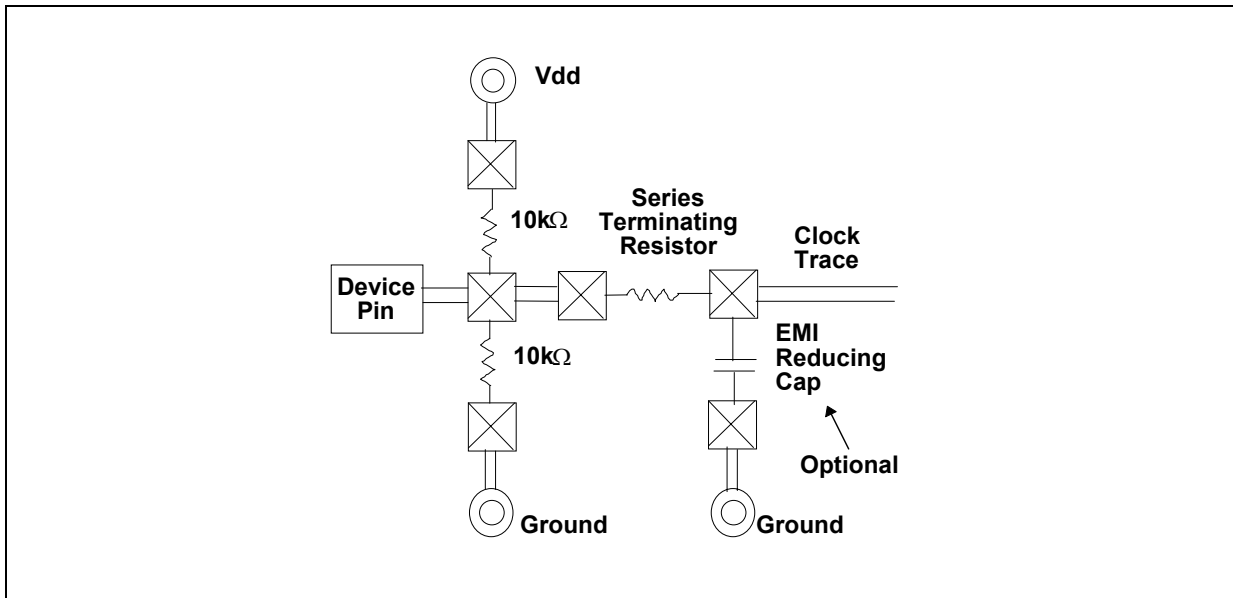 Vdd
10kΩ
Series
Terminating
Resistor
Clock
Trace
Device
Pin
10kΩ
EMI
Reducing
Cap
Optional
Ground
Ground